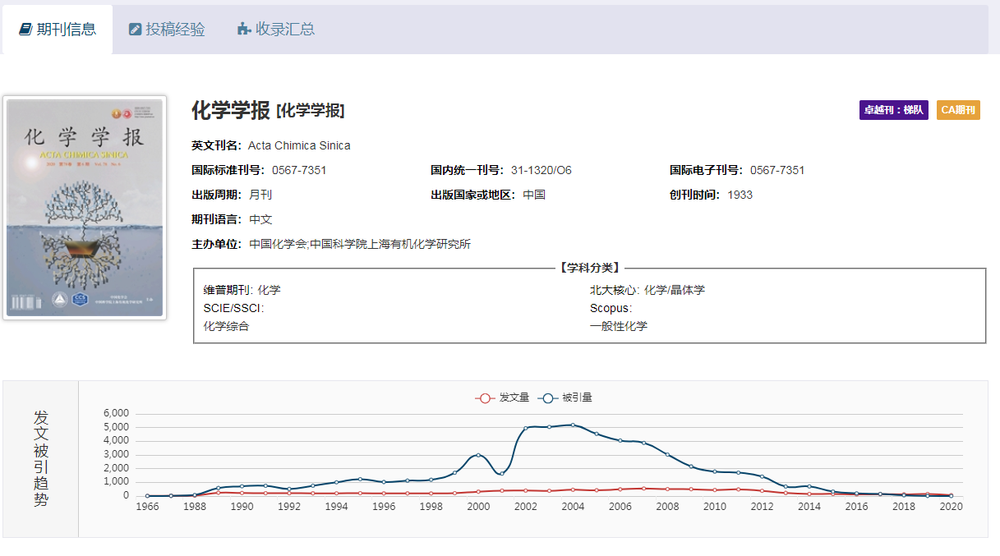 期刊信息 投稿经验 收录汇总
化学学报 [化学学报] 卓越刊：梯队 CA期刊
化学学报
ACTA CHIMICA SINICA
英文刊名：Acta Chimica Sinica
国际标准刊号：0567-7351 国内统一刊号：31-1320/O6 国际电子刊号：0567-7351
出版周期：月刊 出版国家或地区：中国 创刊时间：1933
期刊语言：中文
主办单位：中国化学会;中国科学院上海有机化学研究所
【学科分类】
维普期刊: 化学 北大核心: 化学/晶体学
SCIE/SSCI: Scopus:
化学综合 一般性化学
发文被引趋势
发文量 被引量
6,000
5,000
4,000
3,000
2,000
1,000
0
1966 1988 1990 1992 1994 1996 1998 2000 2002 2004 2006 2008 2010 2012 2014 2016 2018 2020